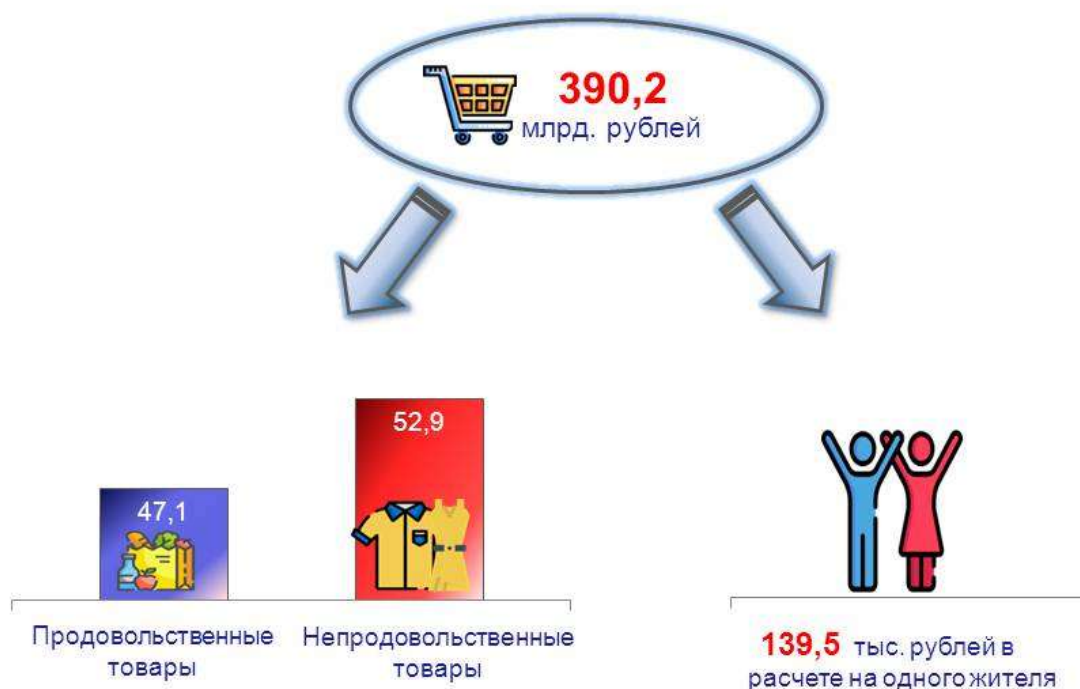 390,2
млрд. рублей
52,9
47,1
Продовольственные
товары
Непродовольственные
товары
139,5 тыс. рублей в
расчете на одного жителя